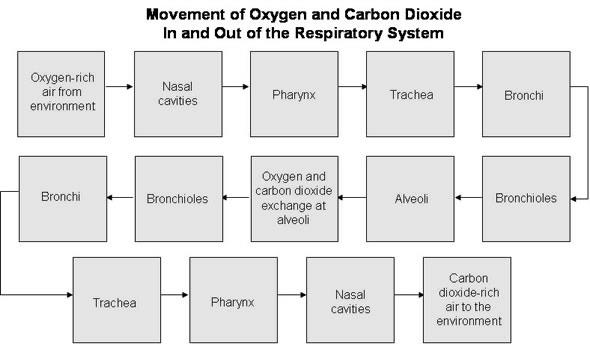 Movement of Oxygen and Carbon Dioxide
In and Out of the Respiratory System
Oxygen-rich
air from
environment
Nasal
cavities
Pharynx
Trachea
Bronchi
Bronchi
Bronchioles
Oxygen and
carbon dioxide
exchange at
alveoli
Alveoli
Bronchioles
Trachea
Pharynx
Nasal
cavities
Carbon
dioxide-rich
air to the
environment